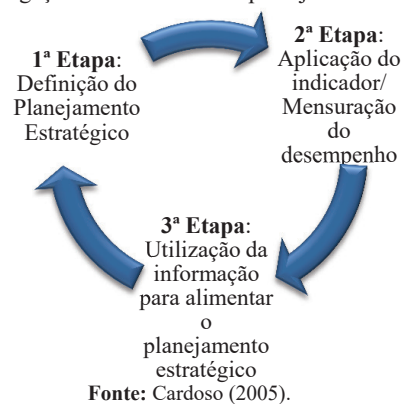 1ª Etapa:
Definição do
Planejamento
Estratégico
2ª Etapa:
Aplicação do
indicador/
Mensuração
do
desempenho
3ª Etapa:
Utilização da
informação
para alimentar
o
planejamento
estratégico
Fonte: Cardoso (2005).